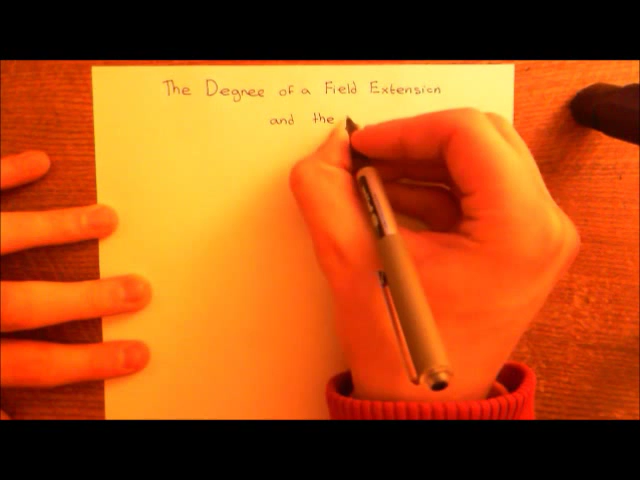 The Degree of a Field Extension
and the